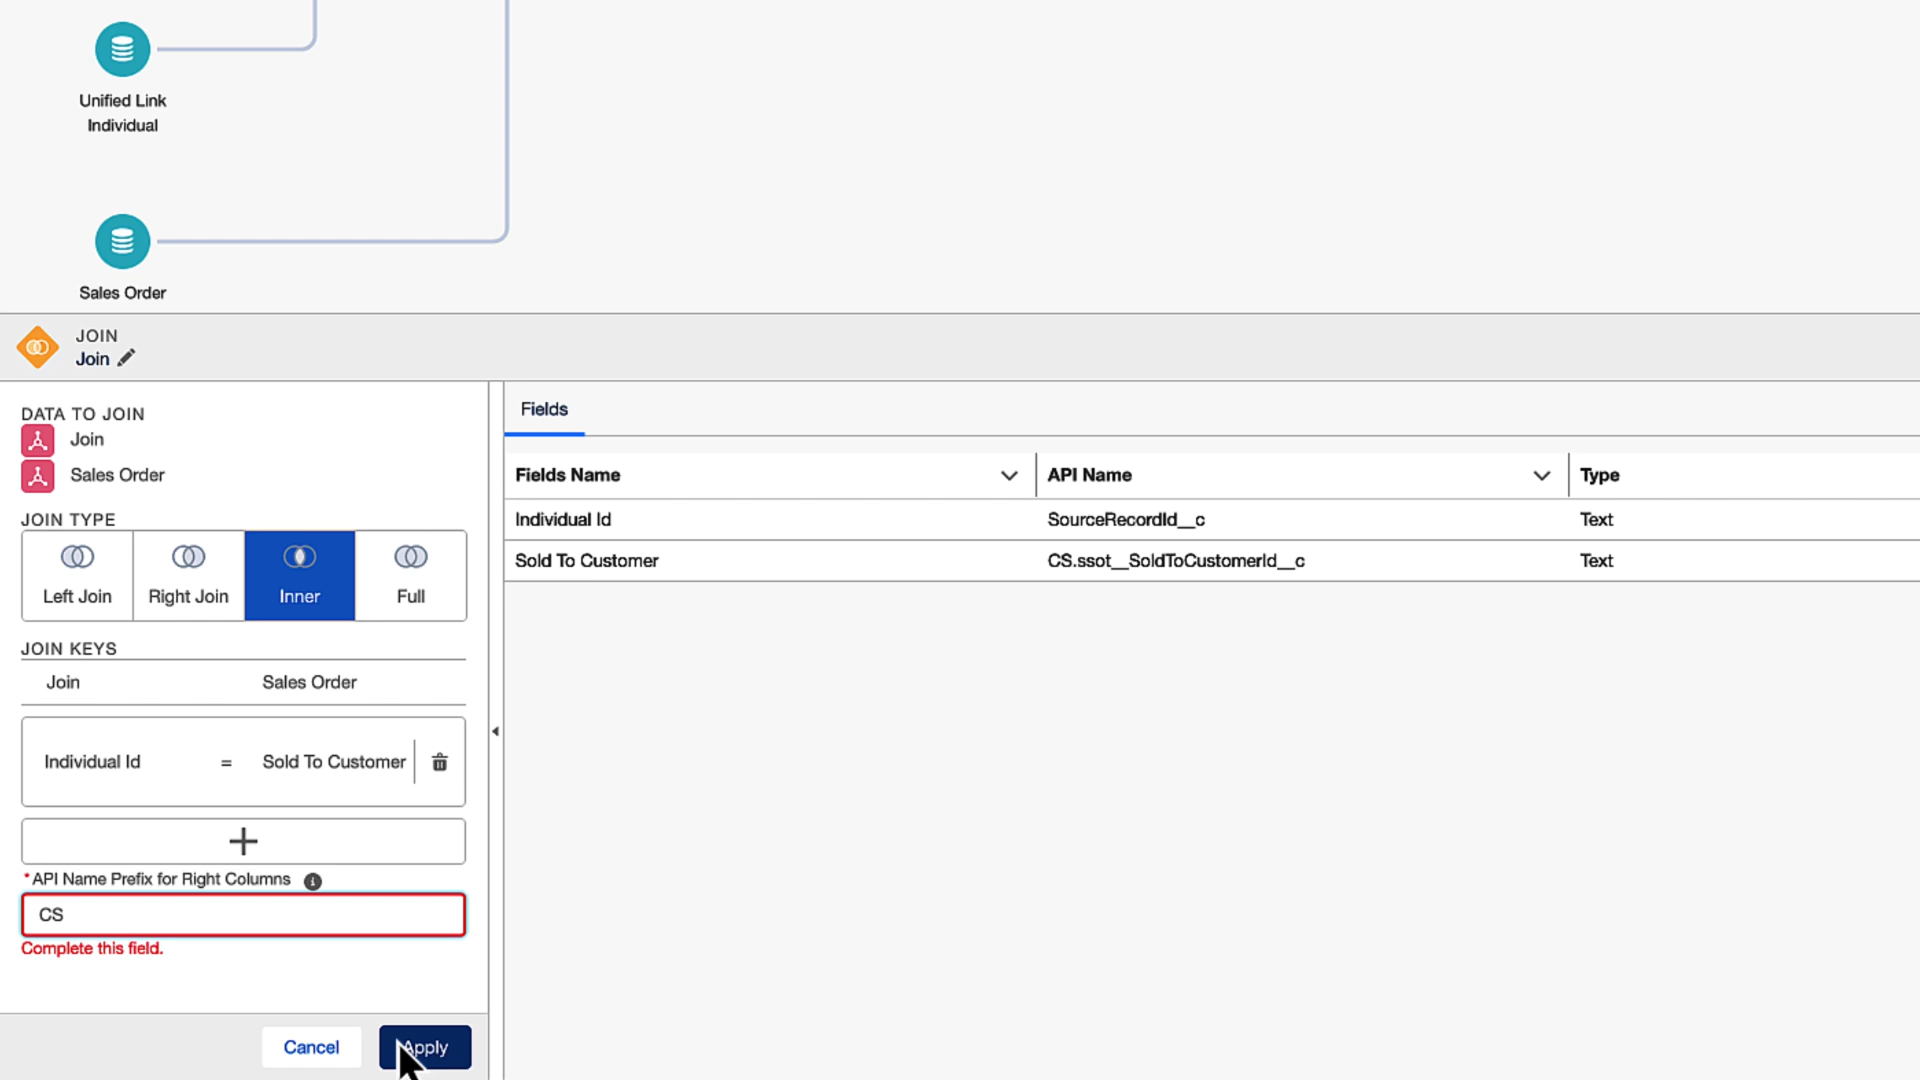 Unified Link
Individual
Sales Order
JOIN
Join
DATA TO JOIN
Join
Sales Order
JOIN TYPE
Left Join
Right Join
Inner
Full
JOIN KEYS
Join
Sales Order
Individual Id
=
Sold To Customer
*API Name Prefix for Right Columns
CS
Complete this field.
Cancel
Apply
Fields
Fields Name
API Name
Type
Individual Id
SourceRecordId__c
Text
Sold To Customer
CS.ssot__SoldToCustomerId__c
Text